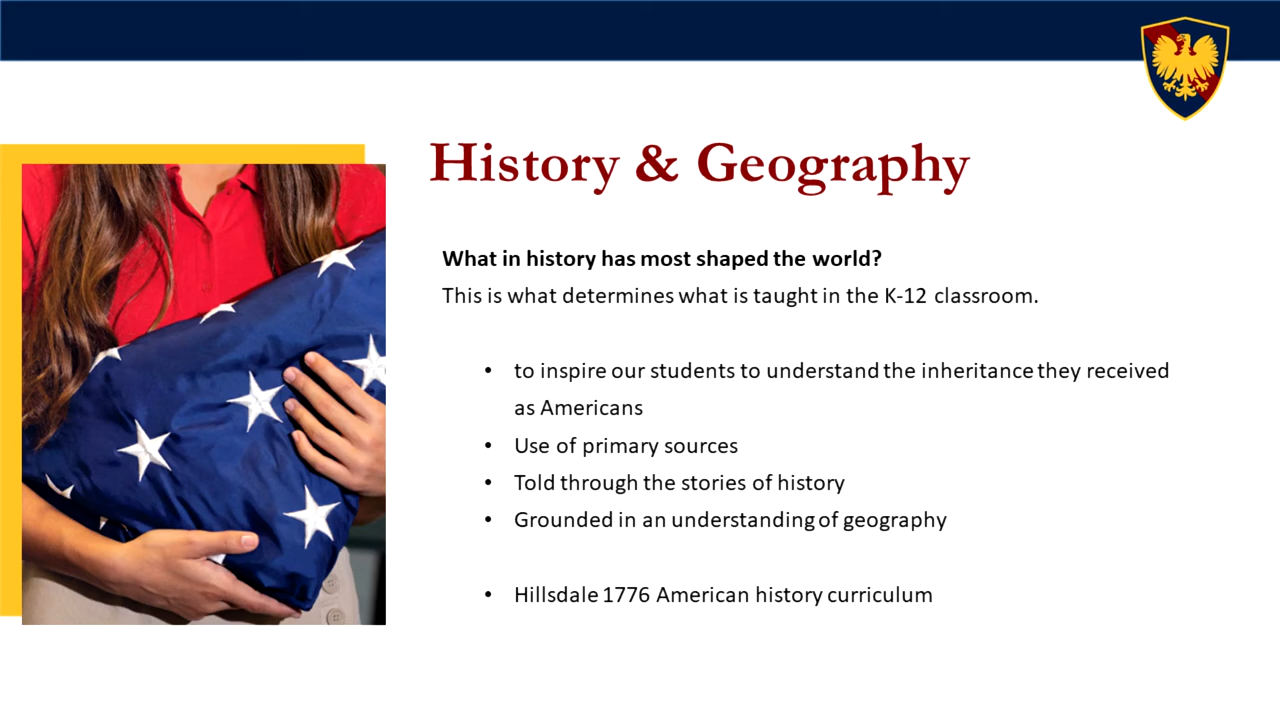 History & Geography
What in history has most shaped the world?
This is what determines what is taught in the K-12 classroom.
• to inspire our students to understand the inheritance they received
as Americans
• Use of primary sources
• Told through the stories of history
• Grounded in an understanding of geography
• Hillsdale 1776 American history curriculum